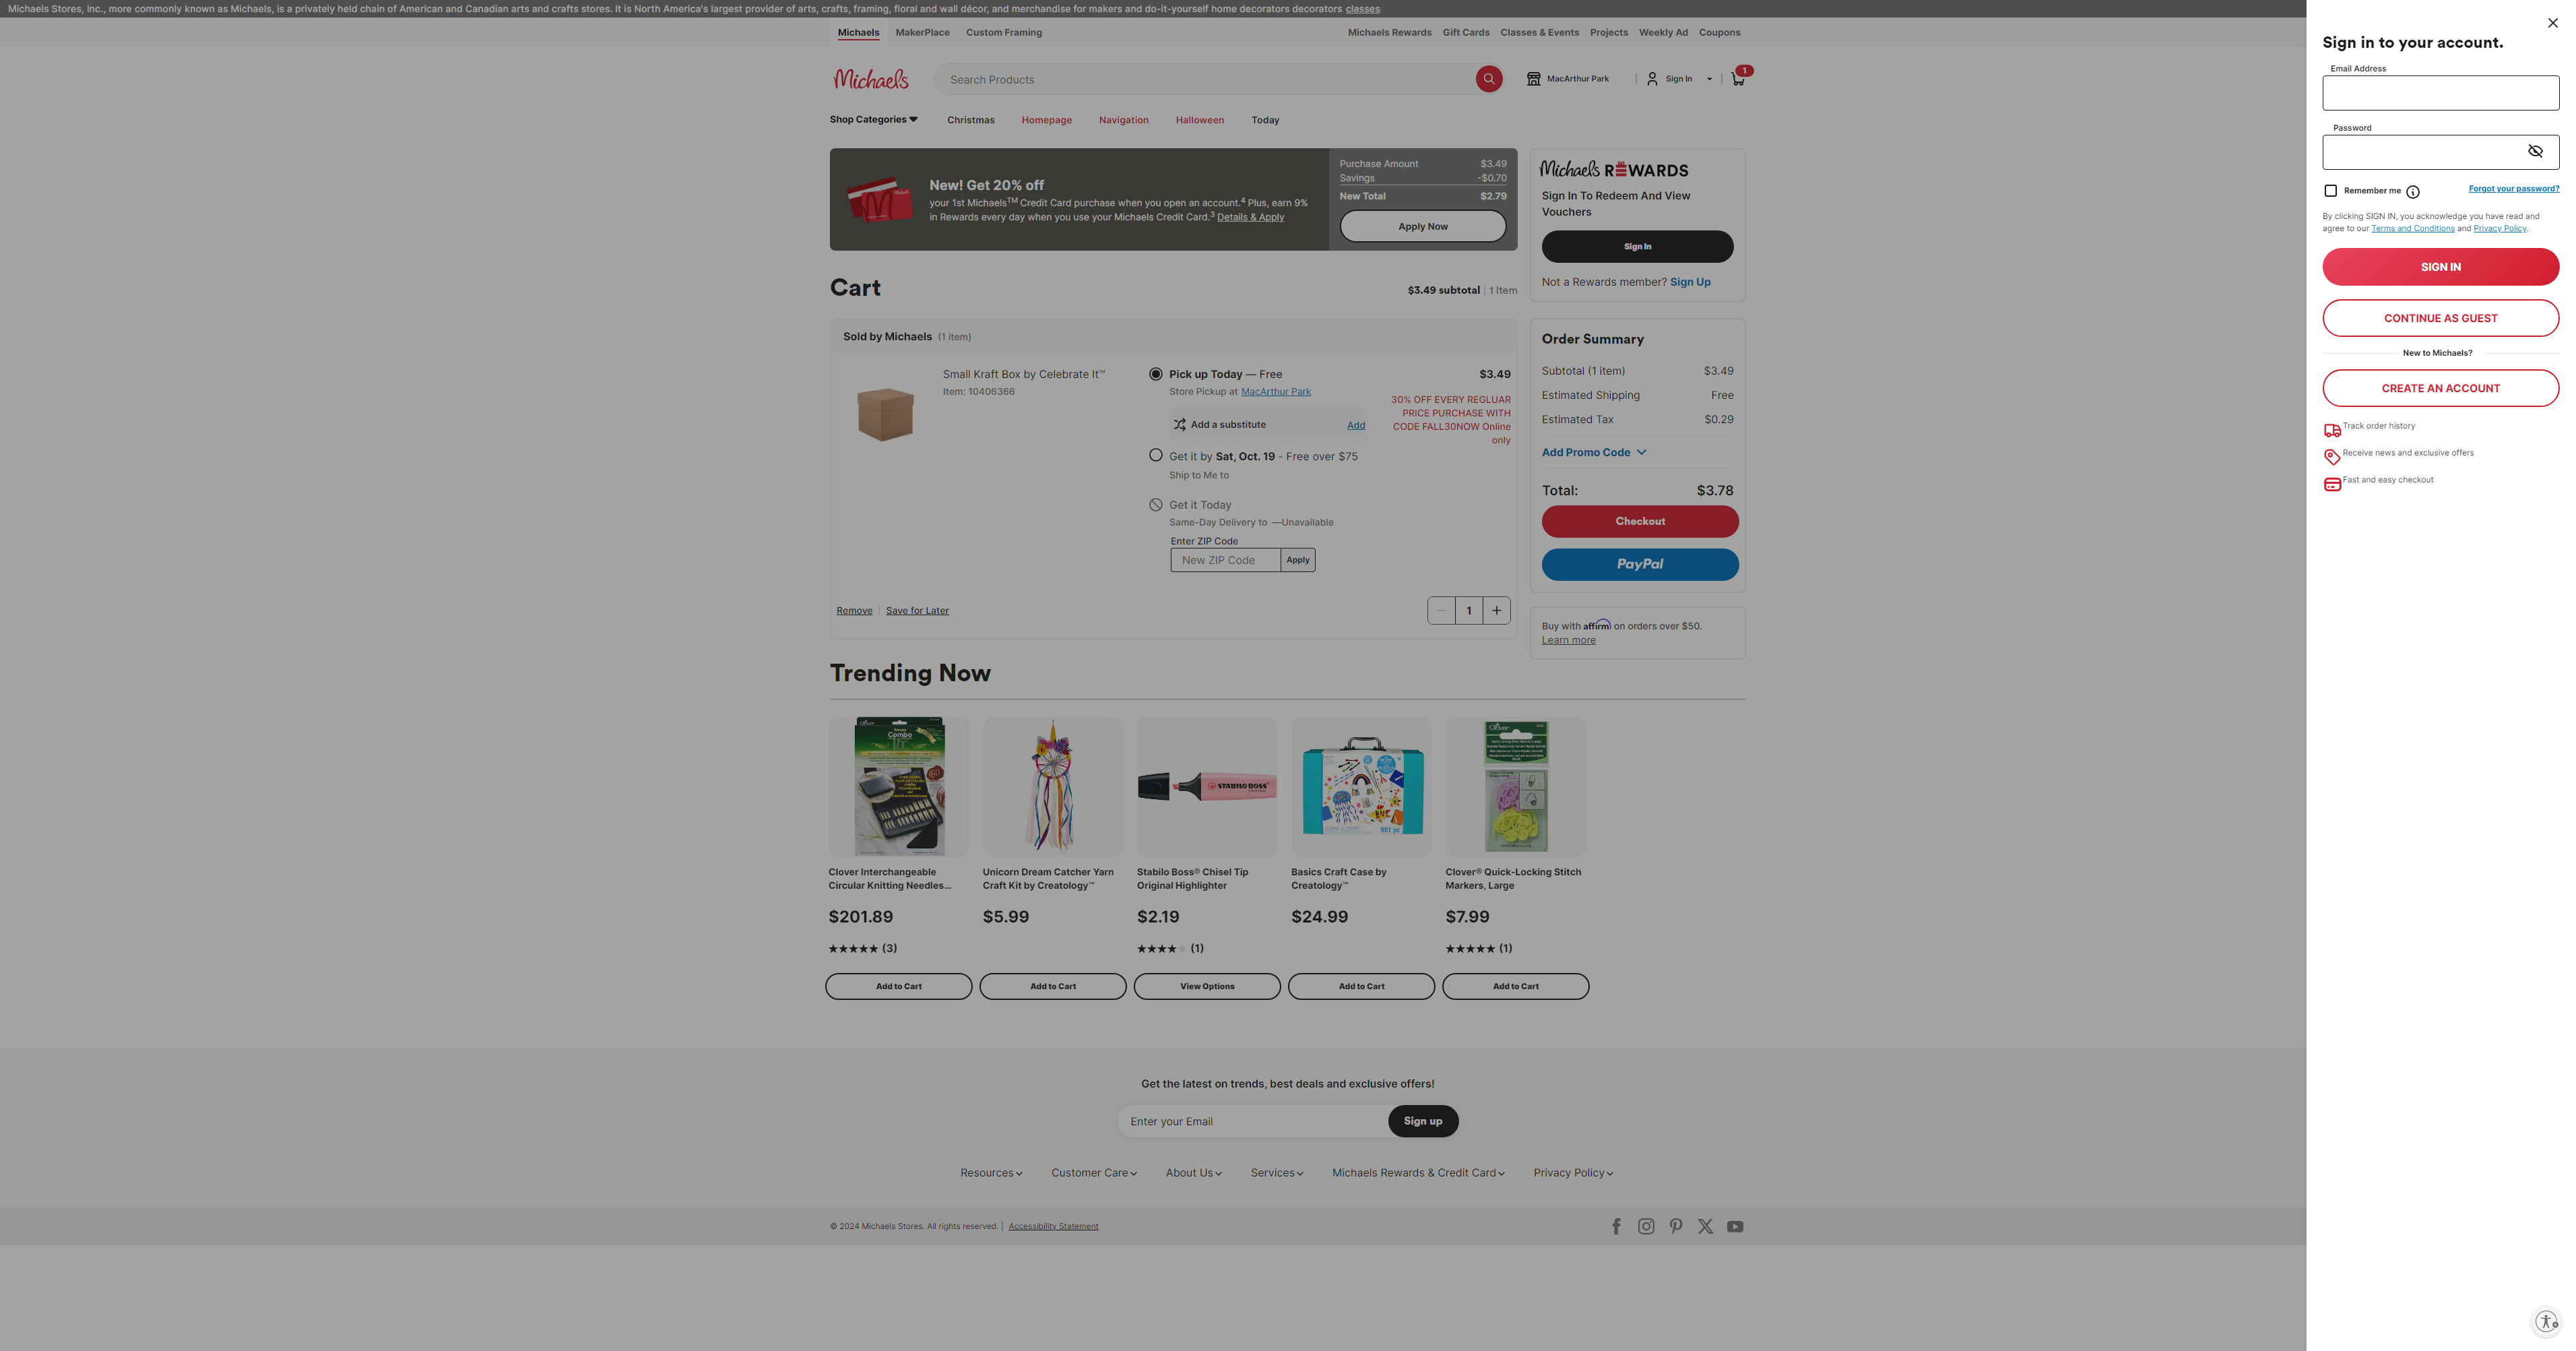 Michaels Stores, Inc., more commonly known as Michaels, is a privately held chain of American and Canadian arts and crafts stores. It is North America's largest provider of arts, crafts, framing, floral and wall décor, and merchandise for makers and do-it-yourself home decorators decorators classes
Michaels MakerPlace Custom Framing Michaels Rewards Gift Cards Classes & Events Projects Weekly Ad Coupons
Michaels Search Products MacArthur Park | Sign In | 1
Shop Categories Christmas Homepage Navigation Halloween Today
New! Get 20% off
your 1st Michaels™ Credit Card purchase when you open an account.4 Plus, earn 9%
in Rewards every day when you use your Michaels Credit Card.3 Details & Apply
Purchase Amount $3.49
Savings -$0.70
New Total $2.79
Apply Now
Michaels REWARDS
Sign In To Redeem And View
Vouchers
Sign In
Not a Rewards member? Sign Up
Cart
$3.49 subtotal | 1 Item
Sold by Michaels (1 item)
Small Kraft Box by Celebrate It™
Item: 10406366
Pick up Today — Free
Store Pickup at MacArthur Park
Add a substitute Add
$3.49
30% OFF EVERY REGLUAR
PRICE PURCHASE WITH
CODE FALL30NOW Online
only
Get it by Sat, Oct. 19 - Free over $75
Ship to Me to
Get it Today
Same-Day Delivery to —Unavailable
Enter ZIP Code
New ZIP Code Apply
Remove | Save for Later
1
Order Summary
Subtotal (1 item) $3.49
Estimated Shipping Free
Estimated Tax $0.29
Add Promo Code
Total: $3.78
Checkout
PayPal
Buy with affirm on orders over $50.
Learn more
Trending Now
Clover
Combo
STABILO BOSS
Clover
Clover Interchangeable
Circular Knitting Needles...
$201.89
(3)
Add to Cart
Unicorn Dream Catcher Yarn
Craft Kit by Creatology™
$5.99
Add to Cart
Stabilo Boss® Chisel Tip
Original Highlighter
$2.19
(1)
View Options
Basics Craft Case by
Creatology™
$24.99
Add to Cart
Clover® Quick-Locking Stitch
Markers, Large
$7.99
(1)
Add to Cart
Get the latest on trends, best deals and exclusive offers!
Enter your Email Sign up
Resources Customer Care About Us Services Michaels Rewards & Credit Card Privacy Policy
© 2024 Michaels Stores. All rights reserved. | Accessibility Statement
Sign in to your account.
Email Address
Password
Remember me Forgot your password?
By clicking SIGN IN, you acknowledge you have read and
agree to our Terms and Conditions and Privacy Policy.
SIGN IN
CONTINUE AS GUEST
New to Michaels?
CREATE AN ACCOUNT
Track order history
Receive news and exclusive offers
Fast and easy checkout